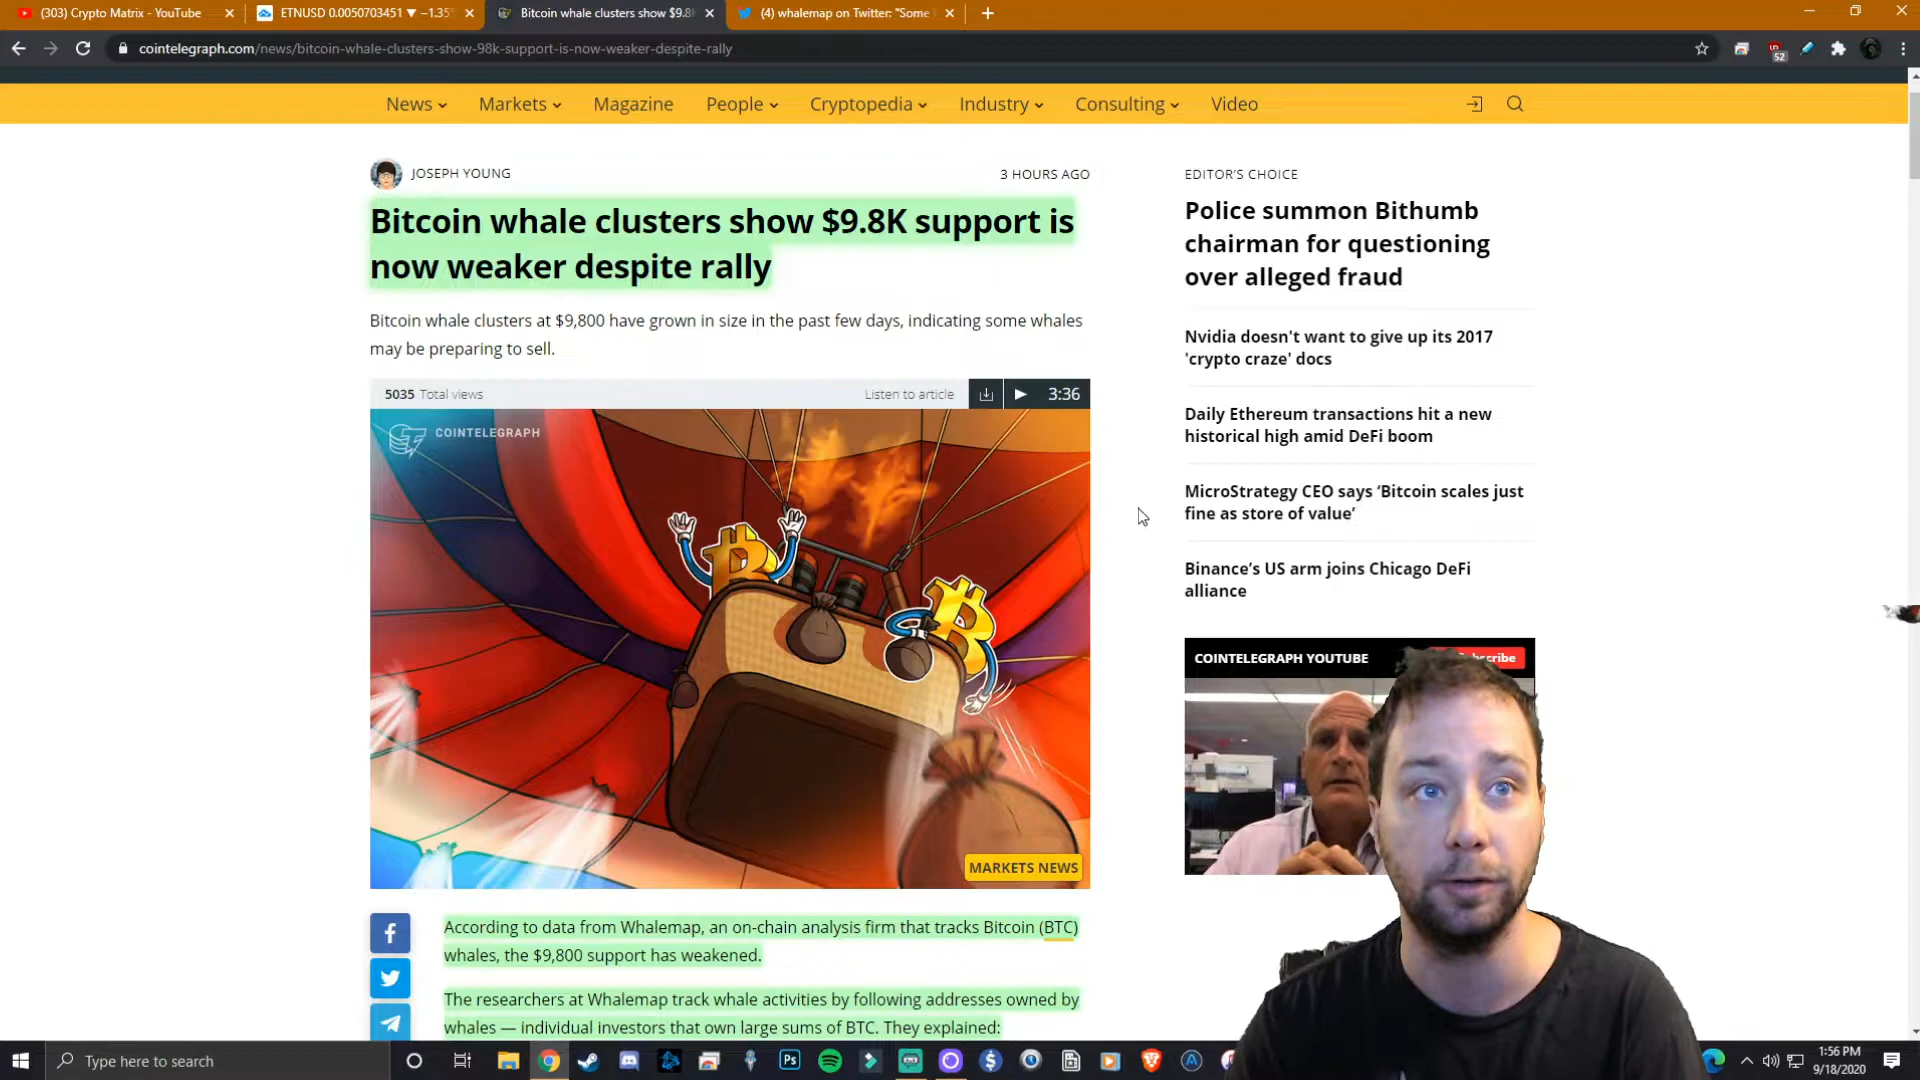 (303) Crypto Matrix - YouTube
ETNUSD 0.0050703451 ▼ −1.35%
Bitcoin whale clusters show $9.8
(4) whalemap on Twitter: "Some
cointelegraph.com/news/bitcoin-whale-clusters-show-98k-support-is-now-weaker-despite-rally
52
News
Markets
Magazine
People
Cryptopedia
Industry
Consulting
Video
JOSEPH YOUNG
3 HOURS AGO
Bitcoin whale clusters show $9.8K support is
now weaker despite rally
Bitcoin whale clusters at $9,800 have grown in size in the past few days, indicating some whales
may be preparing to sell.
5035 Total views
Listen to article
3:36
COINTELEGRAPH
MARKETS NEWS
According to data from Whalemap, an on-chain analysis firm that tracks Bitcoin (BTC)
whales, the $9,800 support has weakened.
The researchers at Whalemap track whale activities by following addresses owned by
whales — individual investors that own large sums of BTC. They explained:
EDITOR'S CHOICE
Police summon Bithumb
chairman for questioning
over alleged fraud
Nvidia doesn't want to give up its 2017
'crypto craze' docs
Daily Ethereum transactions hit a new
historical high amid DeFi boom
MicroStrategy CEO says ‘Bitcoin scales just
fine as store of value’
Binance’s US arm joins Chicago DeFi
alliance
COINTELEGRAPH YOUTUBE
scribe
Type here to search
Ps
1:56 PM
9/18/2020